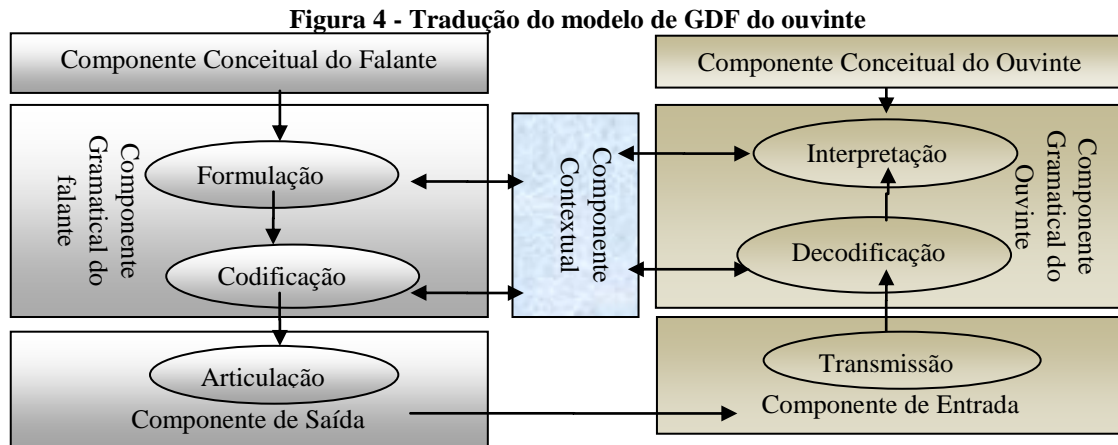 Figura 4 - Tradução do modelo de GDF do ouvinte
Componente Conceitual do Falante
Componente Conceitual do Ouvinte
Componente
Gramatical do
falante
Formulação
Codificação
Componente
Contextual
Interpretação
Decodificação
Componente
Gramatical do
Ouvinte
Articulação
Componente de Saída
Transmissão
Componente de Entrada